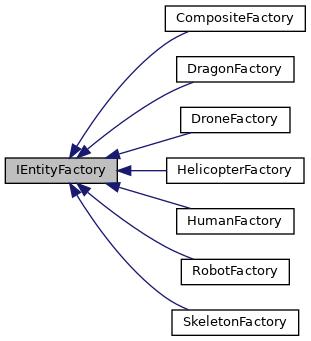 CompositeFactory
DragonFactory
DroneFactory
IEntityFactory
HelicopterFactory
HumanFactory
RobotFactory
SkeletonFactory